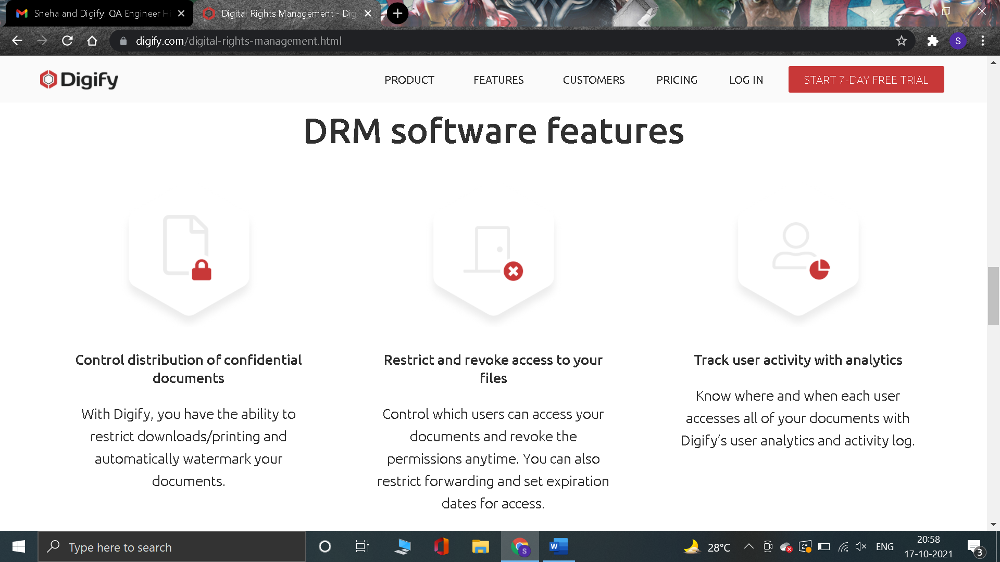 Sneha and Digify: QA Engineer Hi
Digital Rights Management - Dig
digify.com/digital-rights-management.html
S
Digify
PRODUCT
FEATURES
CUSTOMERS
PRICING
LOG IN
START 7-DAY FREE TRIAL
DRM software features
Control distribution of confidential
documents
With Digify, you have the ability to
restrict downloads/printing and
automatically watermark your
documents.
Restrict and revoke access to your
files
Control which users can access your
documents and revoke the
permissions anytime. You can also
restrict forwarding and set expiration
dates for access.
Track user activity with analytics
Know where and when each user
accesses all of your documents with
Digify’s user analytics and activity log.
Type here to search
S
W
28°C
ENG
20:58
17-10-2021
3